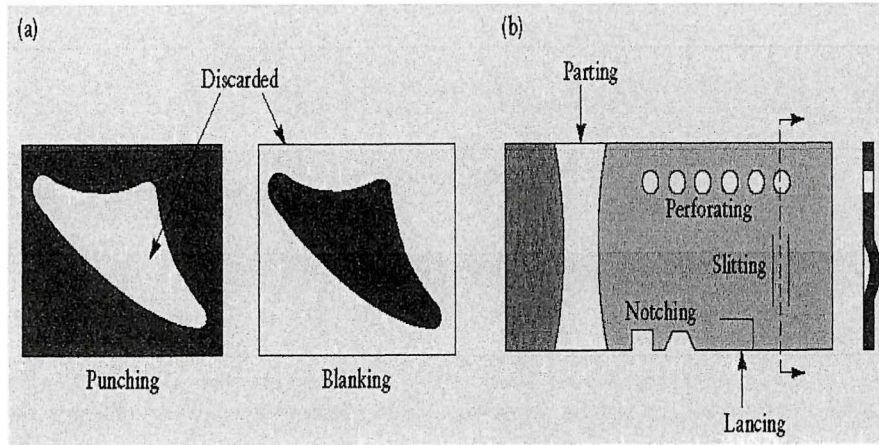 (a)
Discarded
Punching
Blanking
(b)
Parting
Perforating
Slitting
Notching
Lancing